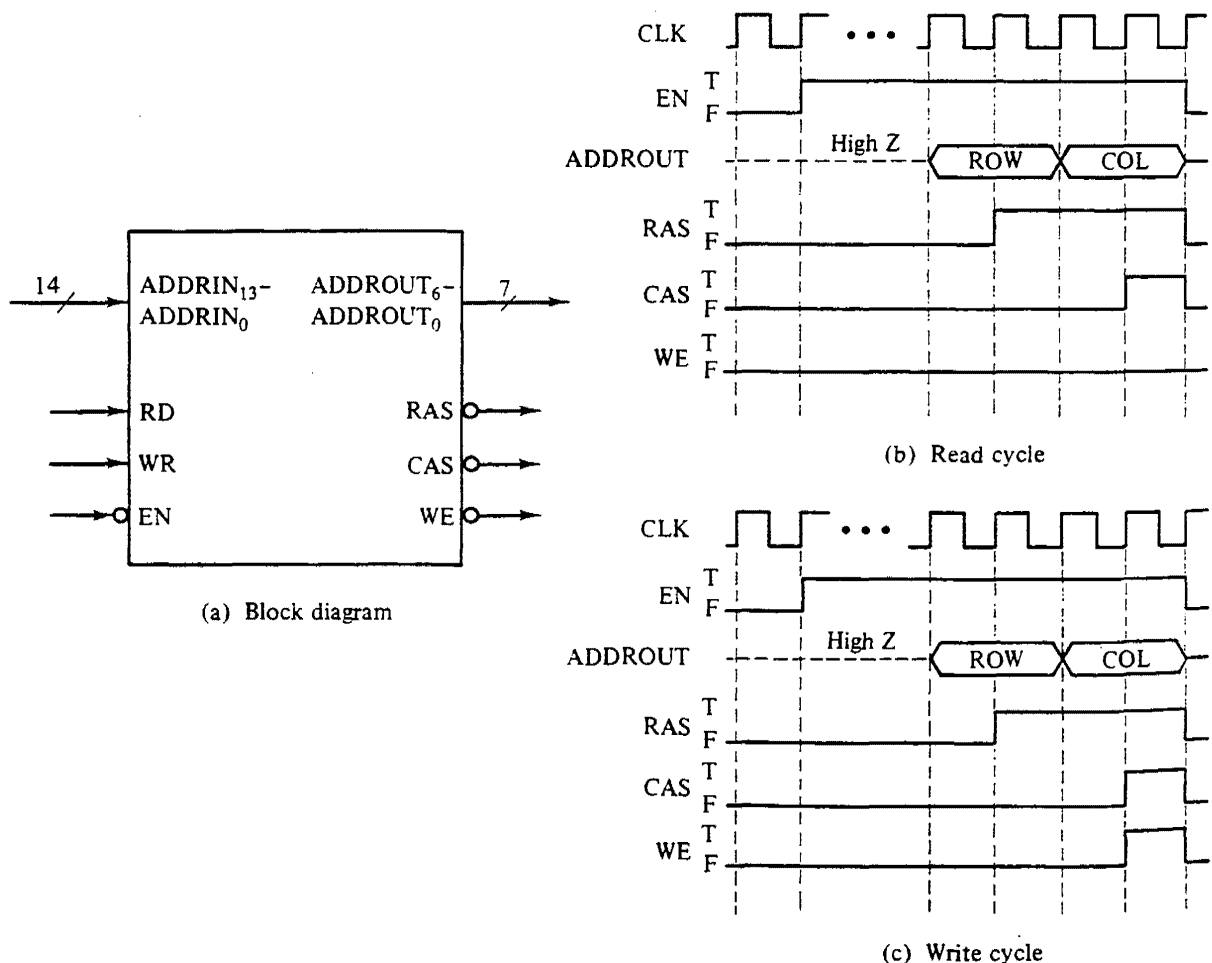 14
ADDRIN13–
ADDRIN0
ADDROUT6–
ADDROUT0
7
RD
WR
EN
RAS
CAS
WE
(a) Block diagram
CLK
EN T
F
ADDROUT High Z ROW COL
RAS T
F
CAS T
F
WE T
F
(b) Read cycle
CLK
EN T
F
ADDROUT High Z ROW COL
RAS T
F
CAS T
F
WE T
F
(c) Write cycle